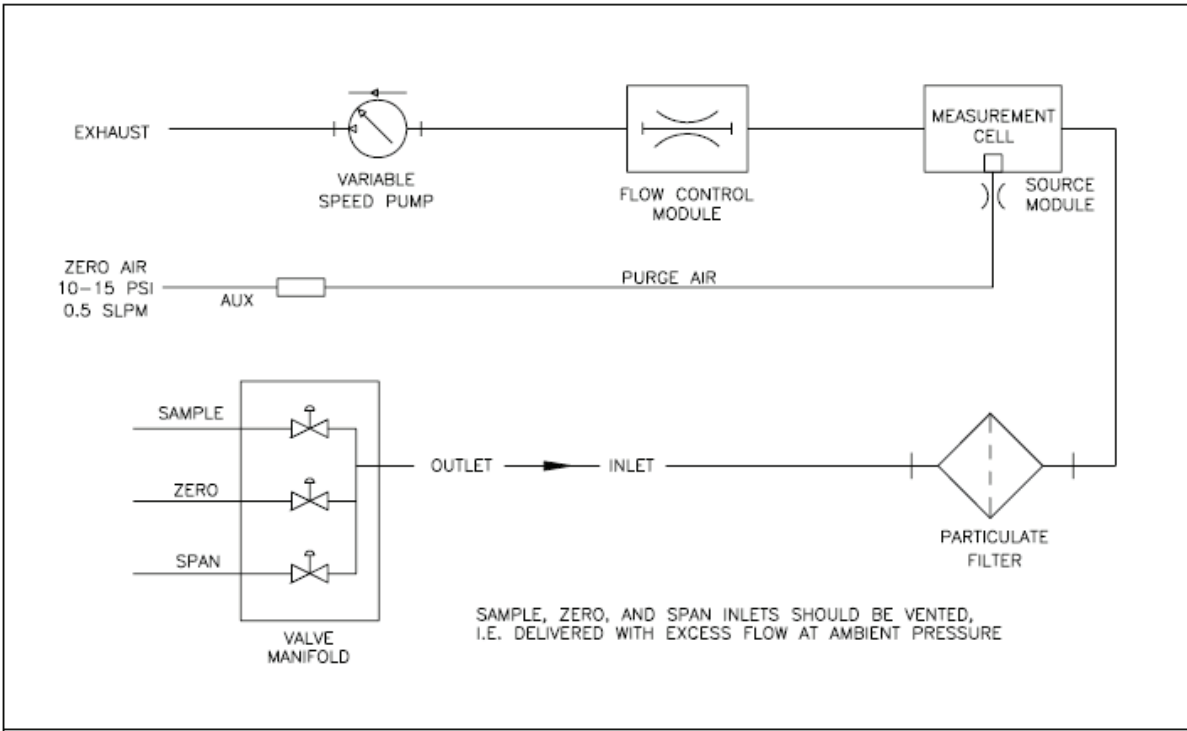 EXHAUST
VARIABLE
SPEED PUMP
FLOW CONTROL
MODULE
MEASUREMENT
CELL
SOURCE
MODULE
ZERO AIR
10-15 PSI
0.5 SLPM
AUX
PURGE AIR
SAMPLE
ZERO
SPAN
OUTLET
INLET
VALVE
MANIFOLD
PARTICULATE
FILTER
SAMPLE, ZERO, AND SPAN INLETS SHOULD BE VENTED,
I.E. DELIVERED WITH EXCESS FLOW AT AMBIENT PRESSURE